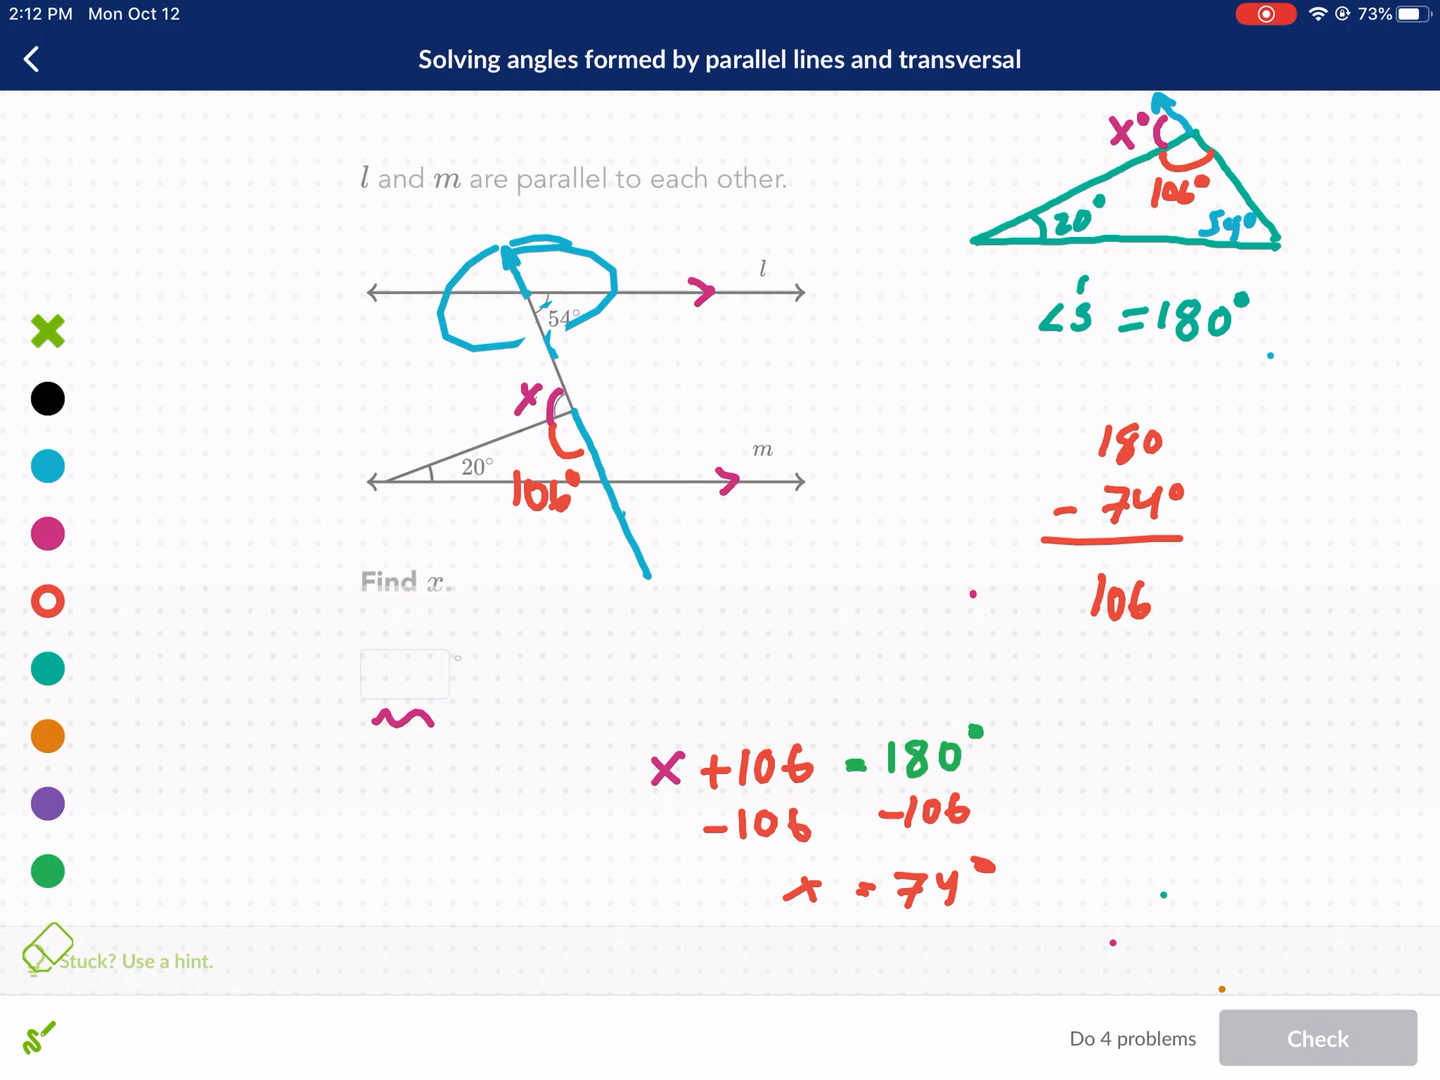 2:12 PM Mon Oct 12
73%
Solving angles formed by parallel lines and transversal
l and m are parallel to each other.
x°
106°
20°
54°
∠'s = 180°
l
54°
x
m
20°
106°
180
- 74°
106
Find x.
°
x + 106 = 180°
-106 -106
x = 74°
Stuck? Use a hint.
Do 4 problems
Check